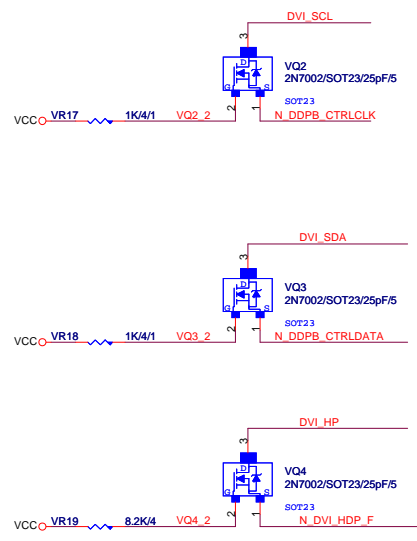 DVI_SCL
3
D
VQ2
2N7002/SOT23/25pF/5
G S
SOT23
2 1
VCC VR17 1K/4/1 VQ2_2 N_DDPB_CTRLCLK
DVI_SDA
3
D
VQ3
2N7002/SOT23/25pF/5
G S
SOT23
2 1
VCC VR18 1K/4/1 VQ3_2 N_DDPB_CTRLDATA
DVI_HP
3
D
VQ4
2N7002/SOT23/25pF/5
G S
SOT23
2 1
VCC VR19 8.2K/4 VQ4_2 N_DVI_HDP_F